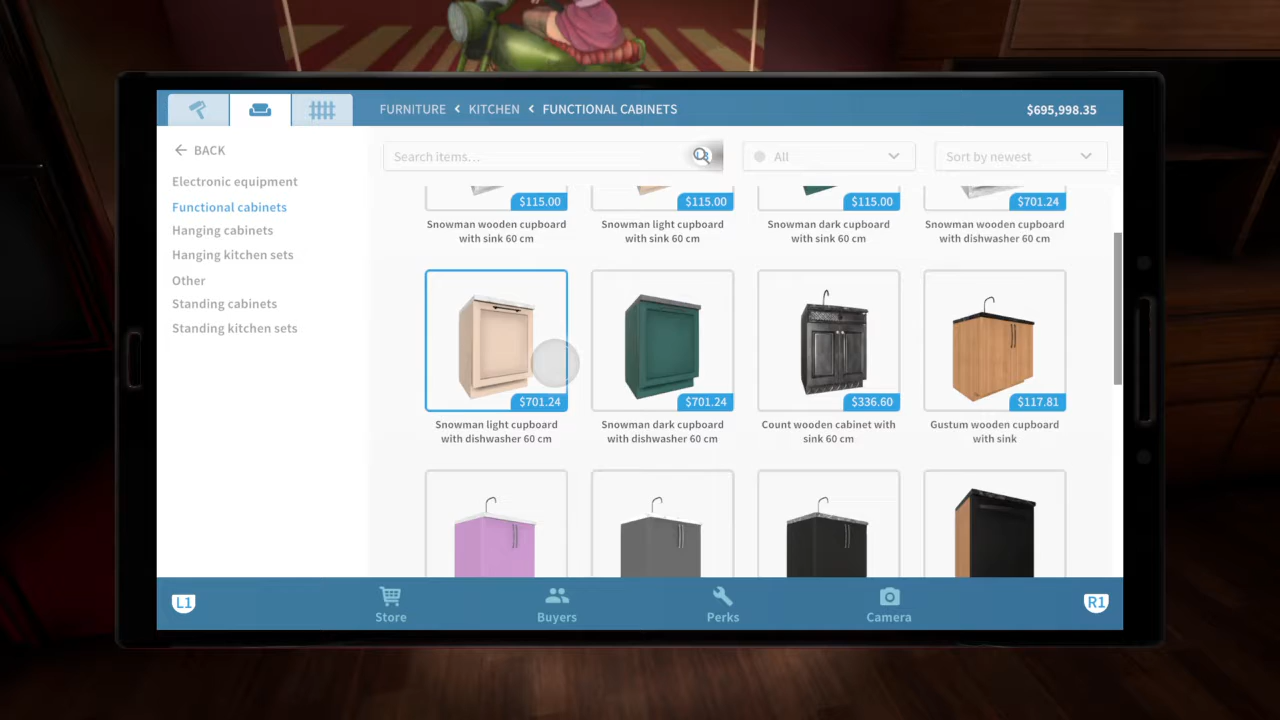 FURNITURE < KITCHEN < FUNCTIONAL CABINETS
$695,998.35
BACK
Search items...
All
Sort by newest
Electronic equipment
Functional cabinets
Hanging cabinets
Hanging kitchen sets
Other
Standing cabinets
Standing kitchen sets
$115.00
$115.00
$115.00
$701.24
Snowman wooden cupboard
with sink 60 cm
Snowman light cupboard
with sink 60 cm
Snowman dark cupboard
with sink 60 cm
Snowman wooden cupboard
with dishwasher 60 cm
$701.24
$701.24
$336.60
$117.81
Snowman light cupboard
with dishwasher 60 cm
Snowman dark cupboard
with dishwasher 60 cm
Count wooden cabinet with
sink 60 cm
Gustum wooden cupboard
with sink
L1
Store
Buyers
Perks
Camera
R1